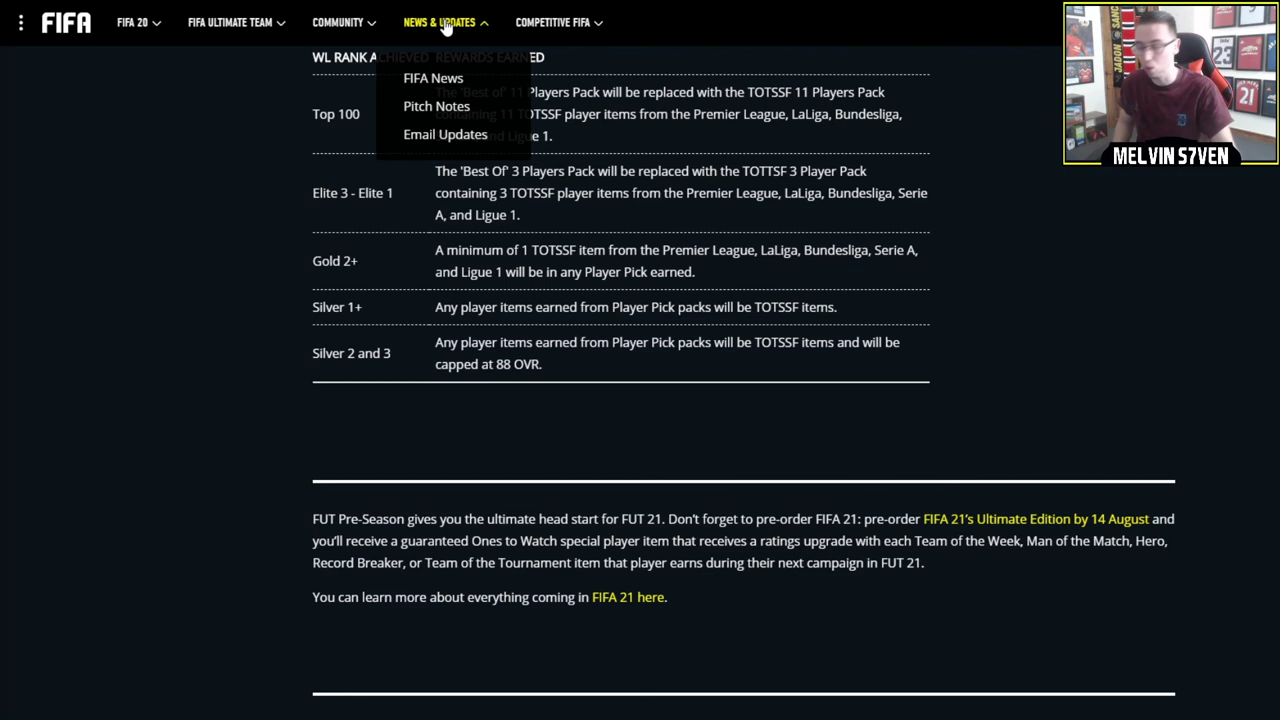 FIFA
FIFA 20
FIFA ULTIMATE TEAM
COMMUNITY
NEWS & UPDATES
COMPETITIVE FIFA
WL RANK ACHIEVED REWARDS EARNED
FIFA News
Pitch Notes
Email Updates
Top 100
The 'Best of' 11 Players Pack will be replaced with the TOTSSF 11 Players Pack
containing 11 TOTSSF player items from the Premier League, LaLiga, Bundesliga,
and Ligue 1.
Elite 3 - Elite 1
The 'Best Of' 3 Players Pack will be replaced with the TOTTSF 3 Player Pack
containing 3 TOTSSF player items from the Premier League, LaLiga, Bundesliga, Serie
A, and Ligue 1.
Gold 2+
A minimum of 1 TOTSSF item from the Premier League, LaLiga, Bundesliga, Serie A,
and Ligue 1 will be in any Player Pick earned.
Silver 1+
Any player items earned from Player Pick packs will be TOTSSF items.
Silver 2 and 3
Any player items earned from Player Pick packs will be TOTSSF items and will be
capped at 88 OVR.
FUT Pre-Season gives you the ultimate head start for FUT 21. Don't forget to pre-order FIFA 21: pre-order FIFA 21's Ultimate Edition by 14 August and
you'll receive a guaranteed Ones to Watch special player item that receives a ratings upgrade with each Team of the Week, Man of the Match, Hero,
Record Breaker, or Team of the Tournament item that player earns during their next campaign in FUT 21.
You can learn more about everything coming in FIFA 21 here.
JADON SANC
23
21
MELVIN S7VEN